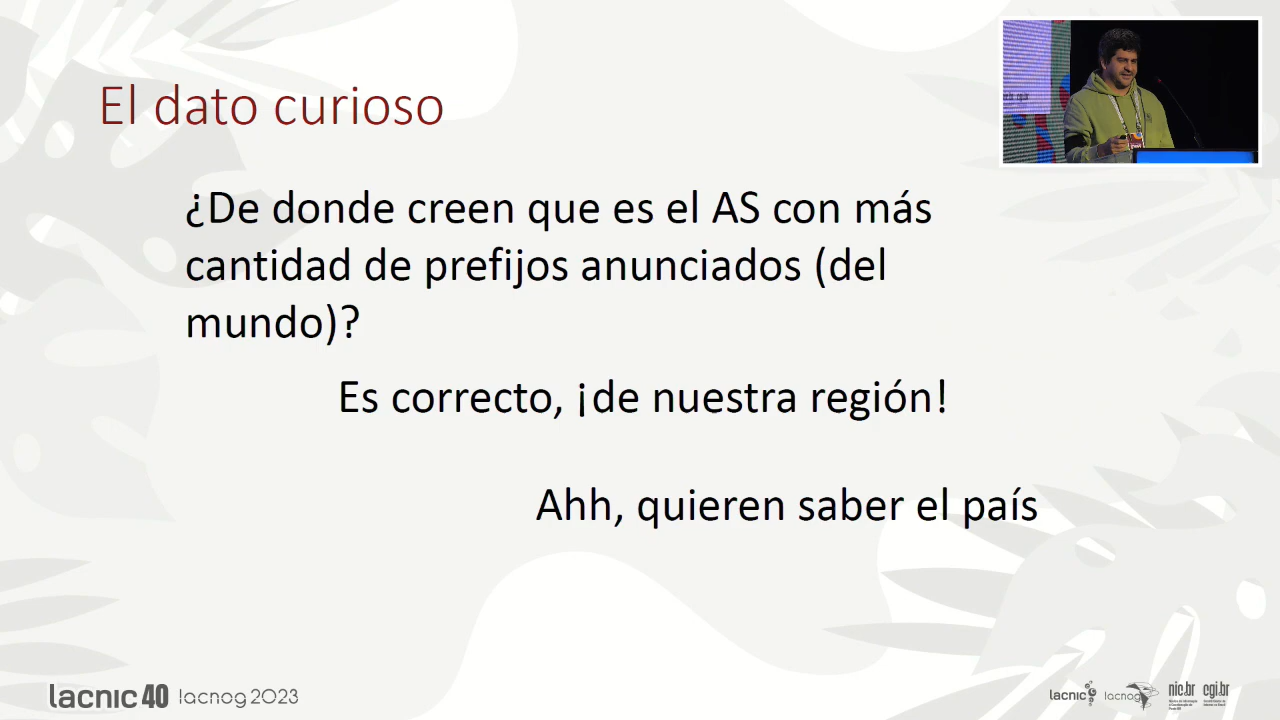 El dato curioso
¿De donde creen que es el AS con más
cantidad de prefijos anunciados (del
mundo)?
Es correcto, ¡de nuestra región!
Ahh, quieren saber el país
lacnic 40 lacnog 2023
lacnic lacnog nic.br cgi.br